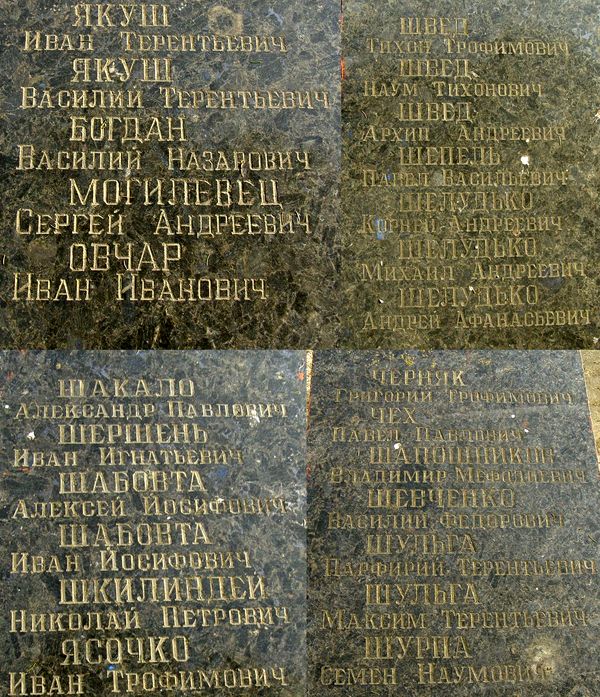 ЯКУШ
Иван Терентьевич
ЯКУШ
Василий Терентьевич
БОГДАН
Василий Назарович
МОГИЛЕВЕЦ
Сергей Андреевич
ОВЧАР
Иван Иванович
ШВЕД
Тихон Трофимович
ШВЕД
Наум Тихонович
ШВЕД
Архип Андреевич
ШЕПЕЛЬ
Павел Васильевич
ШЕЛУДЬКО
Корней Андреевич
ШЕЛУДЬКО
Михаил Андреевич
ШЕЛУДЬКО
Андрей Афанасьевич
ШАКАЛО
Александр Павлович
ШЕРШЕНЬ
Иван Игнатьевич
ШАБОВТА
Алексей Йосифович
ШАБОВТА
Иван Йосифович
ШКИЛИНДЕЙ
Николай Петрович
ЯСОЧКО
Иван Трофимович
ЧЕРНЯК
Григорий Трофимович
ЧЕХ
Павел Павлович
ШАПОШНИКОВ
Владимир Мефодиевич
ШЕВЧЕНКО
Василий Федорович
ШУЛЬГА
Парфирий Терентьевич
ШУЛЬГА
Максим Терентьевич
ШУРПА
Семен Наумович